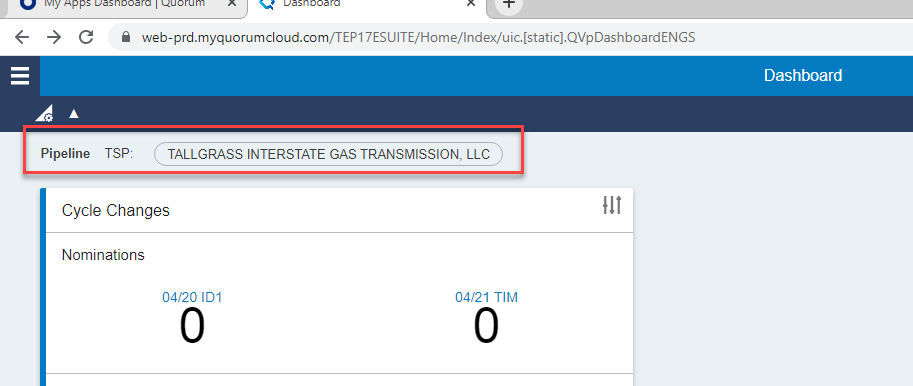 My Apps Dashboard | Quorum
Dashboard
web-prd.myquorumcloud.com/TEP17ESUITE/Home/Index/uic.[static].QVpDashboardENGS
Dashboard
Pipeline TSP: TALLGRASS INTERSTATE GAS TRANSMISSION, LLC
Cycle Changes
Nominations
04/20 ID1 04/21 TIM
0 0